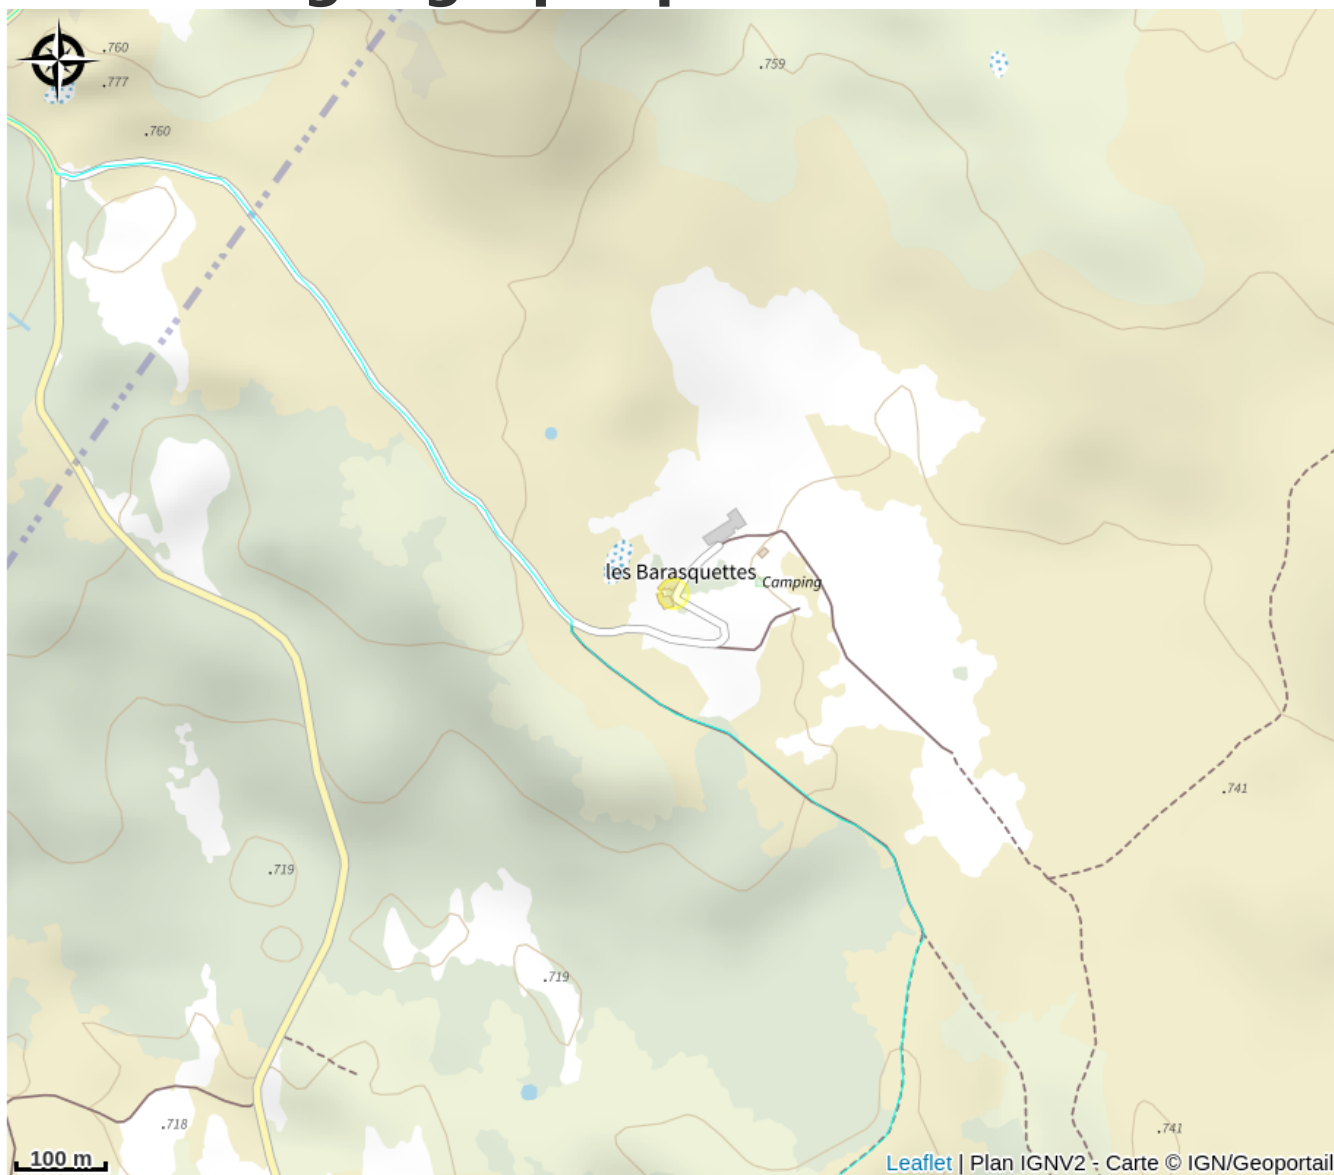 .760
.777
.759
.760
les Barasquettes
Camping
.741
.719
.719
.718
.741
100 m
Leaflet | Plan IGNV2 - Carte © IGN/Geoportail